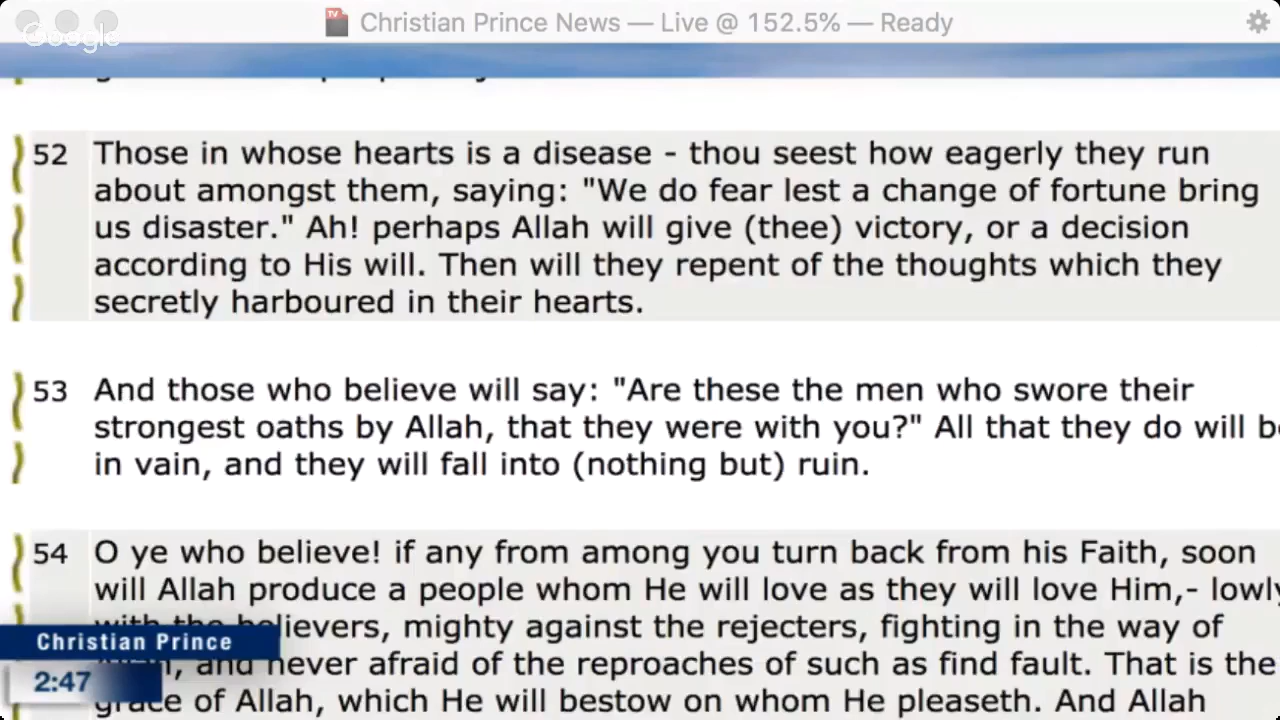 Christian Prince News — Live @ 152.5% — Ready
Google
TV
52 Those in whose hearts is a disease - thou seest how eagerly they run
about amongst them, saying: "We do fear lest a change of fortune bring
us disaster." Ah! perhaps Allah will give (thee) victory, or a decision
according to His will. Then will they repent of the thoughts which they
secretly harboured in their hearts.
53 And those who believe will say: "Are these the men who swore their
strongest oaths by Allah, that they were with you?" All that they do will be
in vain, and they will fall into (nothing but) ruin.
54 O ye who believe! if any from among you turn back from his Faith, soon
will Allah produce a people whom He will love as they will love Him,- lowly
with the believers, mighty against the rejecters, fighting in the way of
and never afraid of the reproaches of such as find fault. That is the
grace of Allah, which He will bestow on whom He pleaseth. And Allah
Christian Prince
2:47